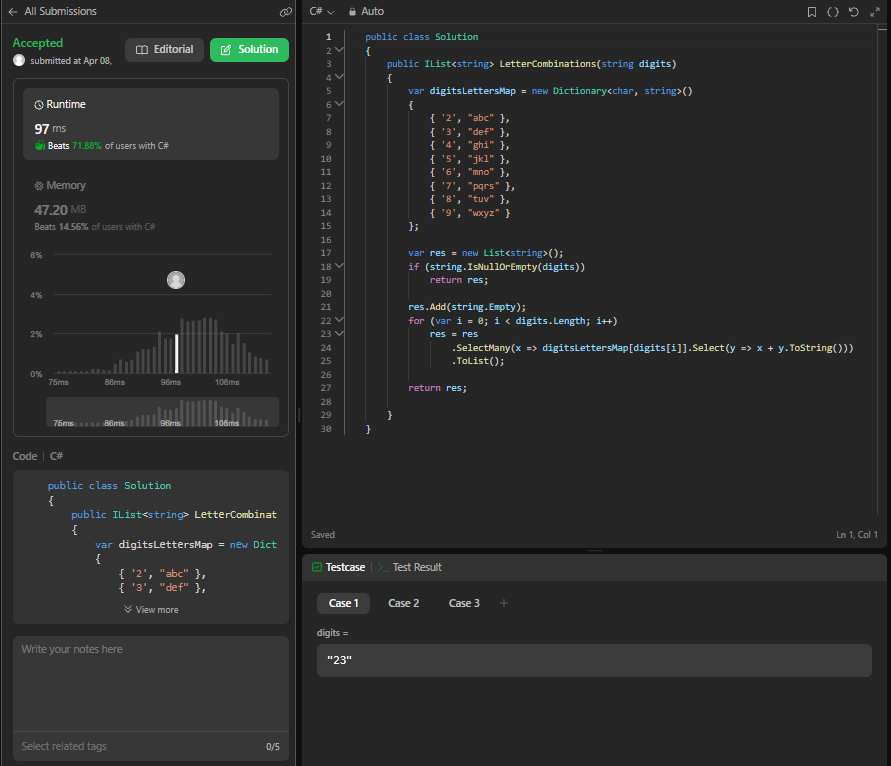 All Submissions
Accepted
submitted at Apr 08,
Editorial
Solution
Runtime
97 ms
Beats 71.88% of users with C#
Memory
47.20 MB
Beats 14.56% of users with C#
6%
4%
2%
0%
75ms 86ms 96ms 106ms
75ms 86ms 96ms 106ms
Code | C#
public class Solution
{
public IList<string> LetterCombinat
{
var digitsLettersMap = new Dict
{
{ '2', "abc" },
{ '3', "def" },
View more
Write your notes here
Select related tags
0/5
C#
Auto
1 public class Solution
2 {
3 public IList<string> LetterCombinations(string digits)
4 {
5 var digitsLettersMap = new Dictionary<char, string>()
6 {
7 { '2', "abc" },
8 { '3', "def" },
9 { '4', "ghi" },
10 { '5', "jkl" },
11 { '6', "mno" },
12 { '7', "pqrs" },
13 { '8', "tuv" },
14 { '9', "wxyz" }
15 };
16
17 var res = new List<string>();
18 if (string.IsNullOrEmpty(digits))
19 return res;
20
21 res.Add(string.Empty);
22 for (var i = 0; i < digits.Length; i++)
23 res = res
24 .SelectMany(x => digitsLettersMap[digits[i]].Select(y => x + y.ToString()))
25 .ToList();
26
27 return res;
28
29 }
30 }
Saved
Ln 1, Col 1
Testcase | >_ Test Result
Case 1 Case 2 Case 3 +
digits =
"23"